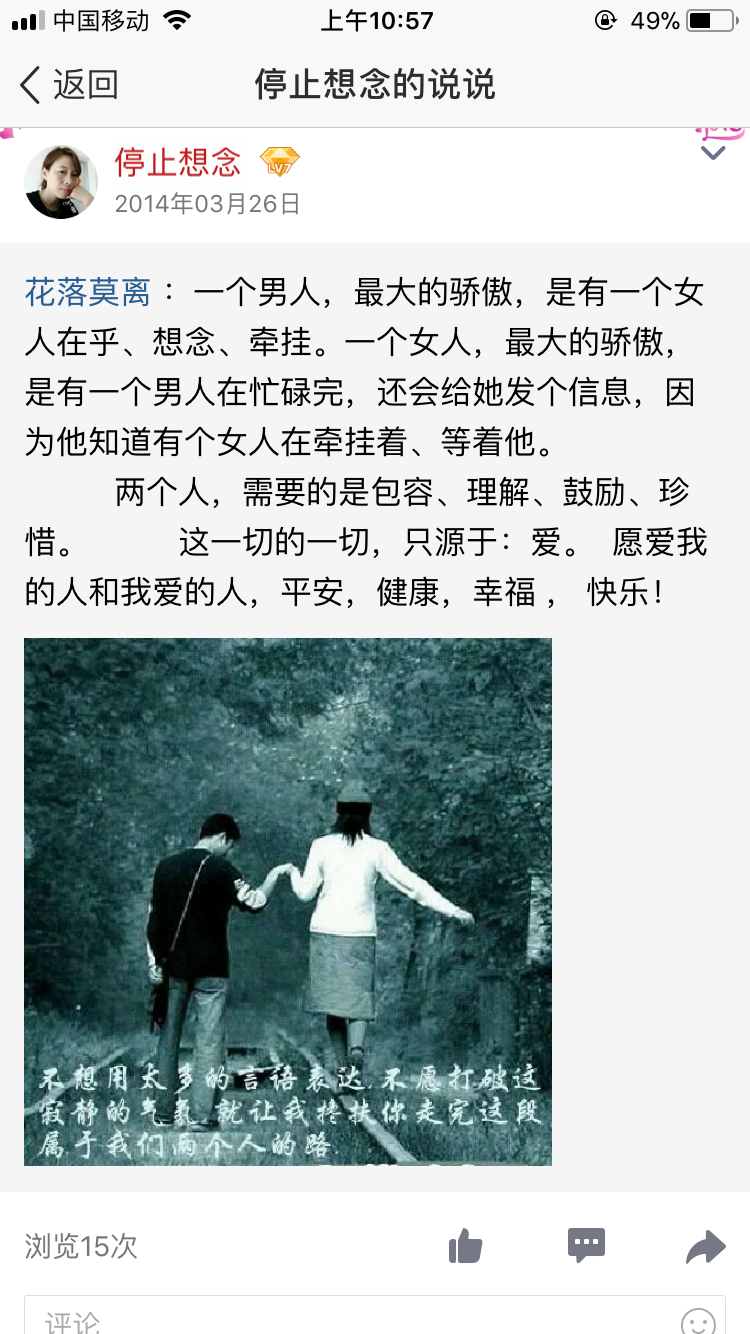 中国移动
上午10:57
49%
返回
停止想念的说说
停止想念
LV7
2014年03月26日
花落莫离：一个男人，最大的骄傲，是有一个女
人在乎、想念、牵挂。一个女人，最大的骄傲，
是有一个男人在忙碌完，还会给她发个信息，因
为他知道有个女人在牵挂着、等着他。
两个人，需要的是包容、理解、鼓励、珍
惜。 这一切的一切，只源于：爱。 愿爱我
的人和我爱的人，平安，健康，幸福 ， 快乐！
不想用太多的言语表达.不愿打破这
寂静的气氛.就让我搀扶你走完这段
属于我们两个人的路.
浏览15次
评论